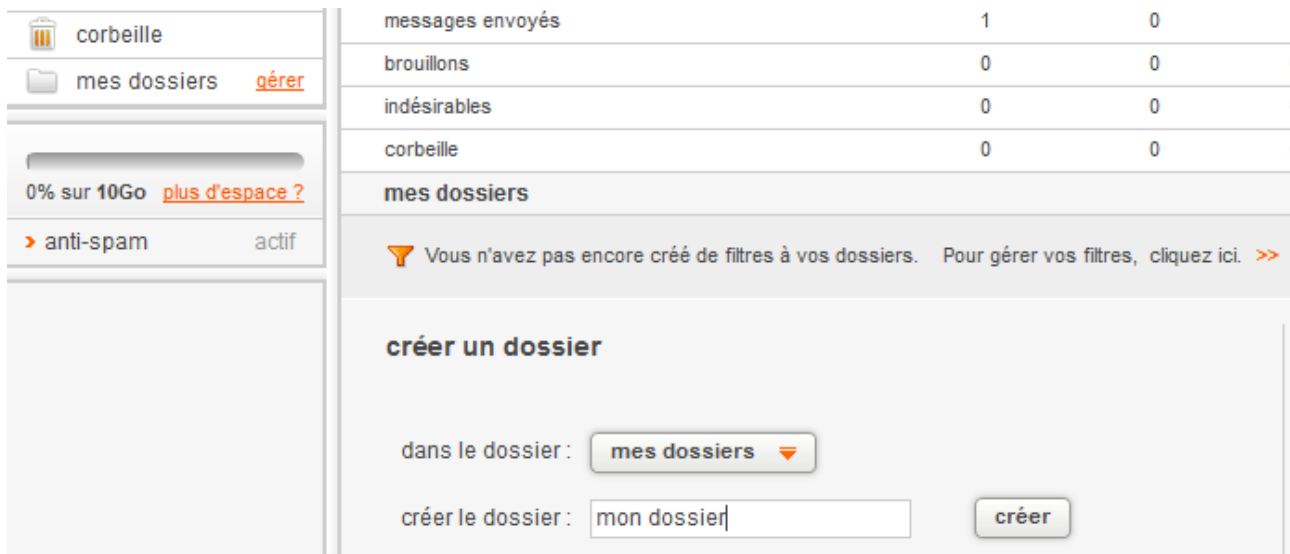 corbeille
mes dossiers gérer
0% sur 10Go plus d'espace ?
> anti-spam actif
messages envoyés 1 0
brouillons 0 0
indésirables 0 0
corbeille 0 0
mes dossiers
Vous n'avez pas encore créé de filtres à vos dossiers. Pour gérer vos filtres, cliquez ici. >>
créer un dossier
dans le dossier : mes dossiers
créer le dossier : mon dossier créer